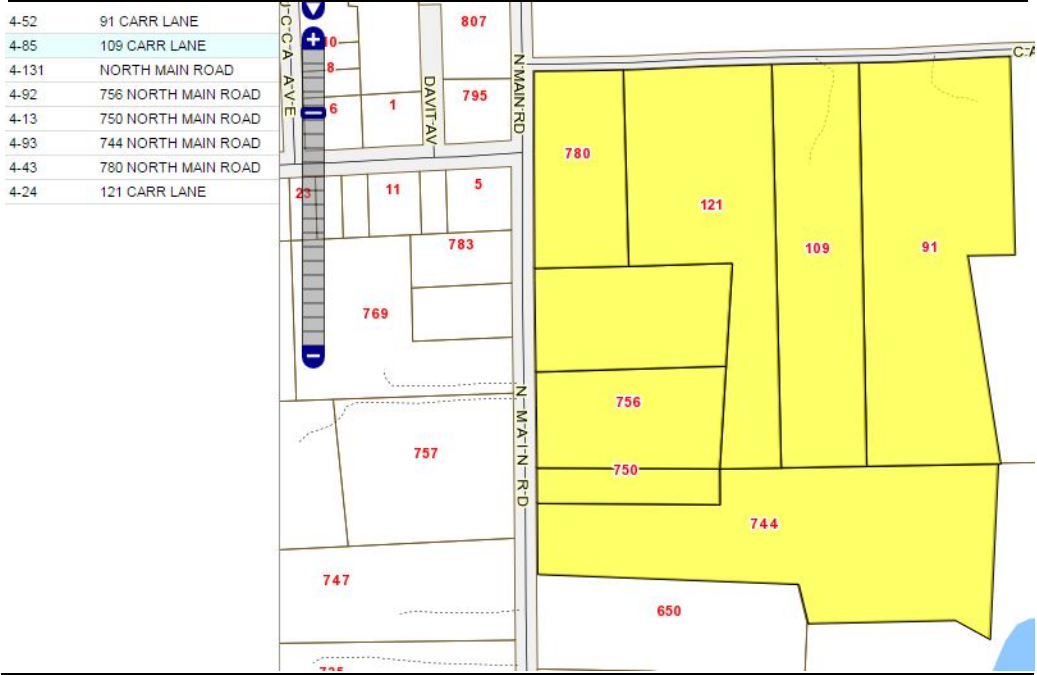 4-52 91 CARR LANE
4-85 109 CARR LANE
4-131 NORTH MAIN ROAD
4-92 756 NORTH MAIN ROAD
4-13 750 NORTH MAIN ROAD
4-93 744 NORTH MAIN ROAD
4-43 780 NORTH MAIN ROAD
4-24 121 CARR LANE
807
10
8
6
1
795
DAVIT AV
N MAIN RD
CA
780
23
11
5
121
783
109
91
769
756
N MAIN RD
757
750
744
747
650